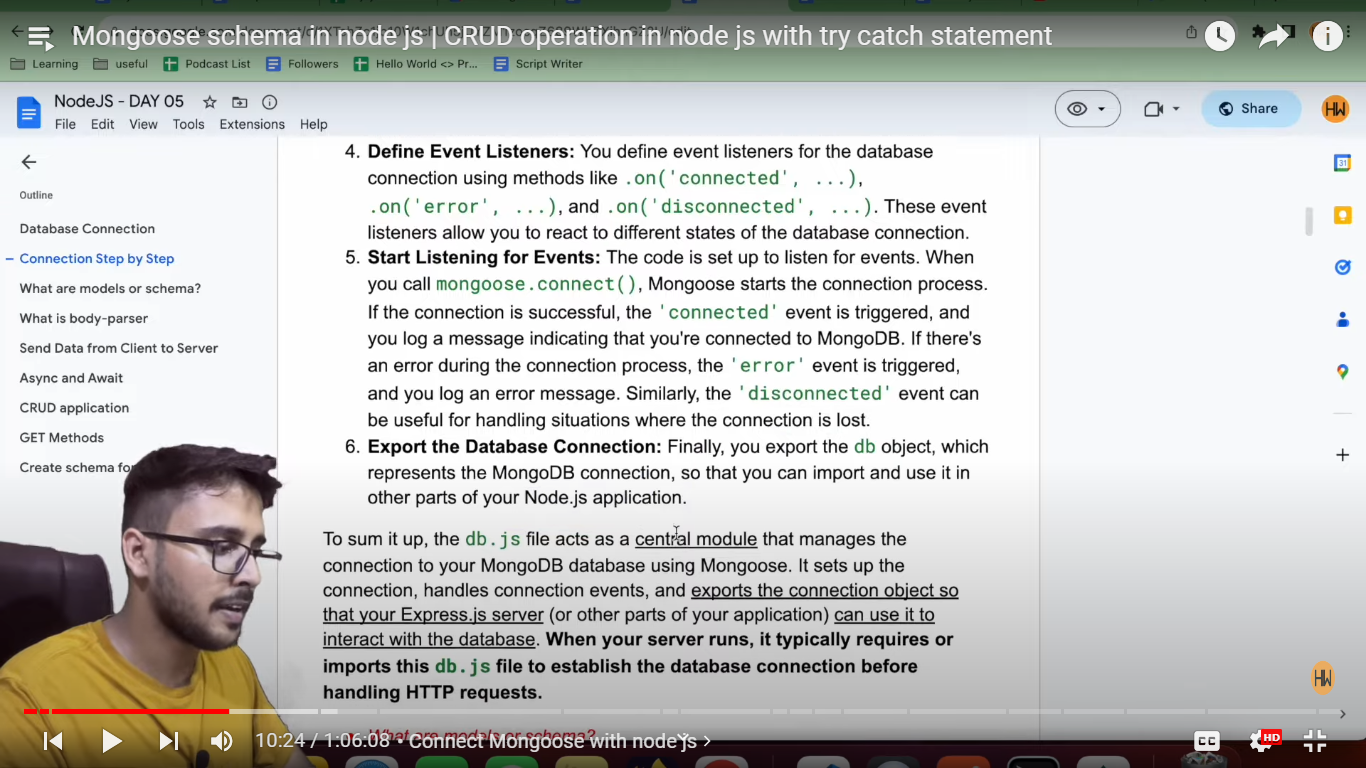 Mongoose schema in node js | CRUD operation in node js with try catch statement
Learning
useful
Podcast List
Followers
Hello World <> Pr...
Script Writer
NodeJS - DAY 05
Share
HW
File Edit View Tools Extensions Help
Outline
Database Connection
Connection Step by Step
What are models or schema?
What is body-parser
Send Data from Client to Server
Async and Await
CRUD application
GET Methods
Create schema for
4. Define Event Listeners: You define event listeners for the database
connection using methods like .on('connected', ...),
.on('error', ...), and .on('disconnected', ...). These event
listeners allow you to react to different states of the database connection.
5. Start Listening for Events: The code is set up to listen for events. When
you call mongoose.connect(), Mongoose starts the connection process.
If the connection is successful, the 'connected' event is triggered, and
you log a message indicating that you're connected to MongoDB. If there's
an error during the connection process, the 'error' event is triggered,
and you log an error message. Similarly, the 'disconnected' event can
be useful for handling situations where the connection is lost.
6. Export the Database Connection: Finally, you export the db object, which
represents the MongoDB connection, so that you can import and use it in
other parts of your Node.js application.
To sum it up, the db.js file acts as a central module that manages the
connection to your MongoDB database using Mongoose. It sets up the
connection, handles connection events, and exports the connection object so
that your Express.js server (or other parts of your application) can use it to
interact with the database. When your server runs, it typically requires or
imports this db.js file to establish the database connection before
handling HTTP requests.
What are models or schema?
31
HW
10:24 / 1:06:08 • Connect Mongoose with node js >
CC
HD